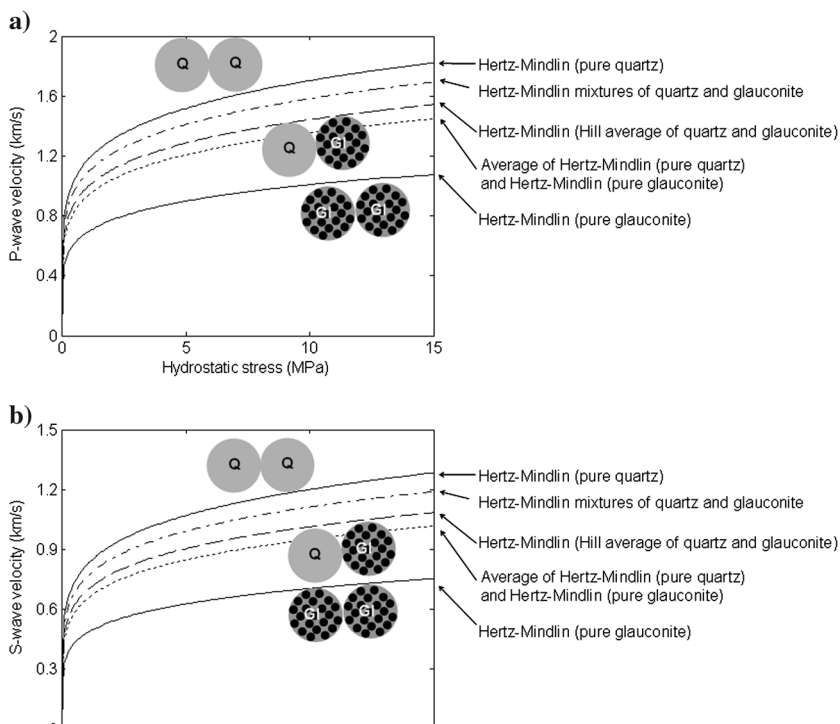 a)
2
1.6
1.2
0.8
0.4
0
P-wave velocity (km/s)
Q Q
Q Gl
Gl Gl
0 5 10 15
Hydrostatic stress (MPa)
Hertz-Mindlin (pure quartz)
Hertz-Mindlin mixtures of quartz and glauconite
Hertz-Mindlin (Hill average of quartz and glauconite)
Average of Hertz-Mindlin (pure quartz)
and Hertz-Mindlin (pure glauconite)
Hertz-Mindlin (pure glauconite)
b)
1.5
1.2
0.9
0.6
0.3
S-wave velocity (km/s)
Q Q
Q Gl
Gl Gl
Hertz-Mindlin (pure quartz)
Hertz-Mindlin mixtures of quartz and glauconite
Hertz-Mindlin (Hill average of quartz and glauconite)
Average of Hertz-Mindlin (pure quartz)
and Hertz-Mindlin (pure glauconite)
Hertz-Mindlin (pure glauconite)